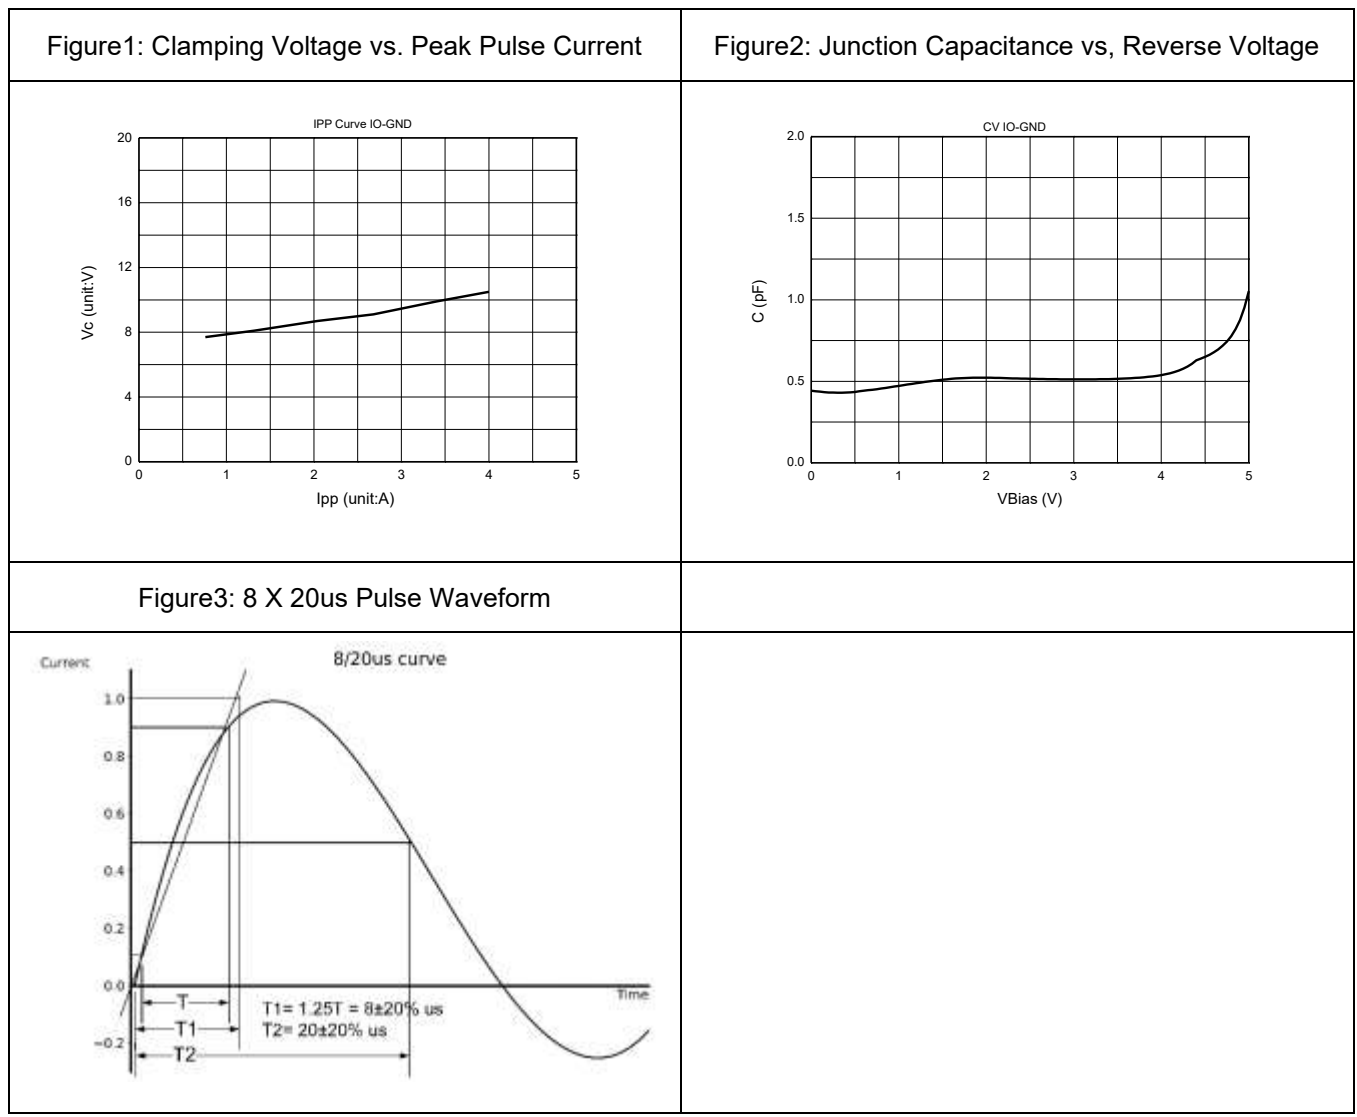 Figure1: Clamping Voltage vs. Peak Pulse Current
Figure2: Junction Capacitance vs, Reverse Voltage
IPP Curve IO-GND
20
16
12
8
4
0
Vc (unit:V)
0 1 2 3 4 5
Ipp (unit:A)
CV IO-GND
2.0
1.5
1.0
0.5
0.0
C (pF)
0 1 2 3 4 5
VBias (V)
Figure3: 8 X 20us Pulse Waveform
Current
8/20us curve
1.0
0.8
0.6
0.4
0.2
0.0
Time
T
T1= 1.25T = 8±20% us
T1
T2= 20±20% us
−0.2
T2